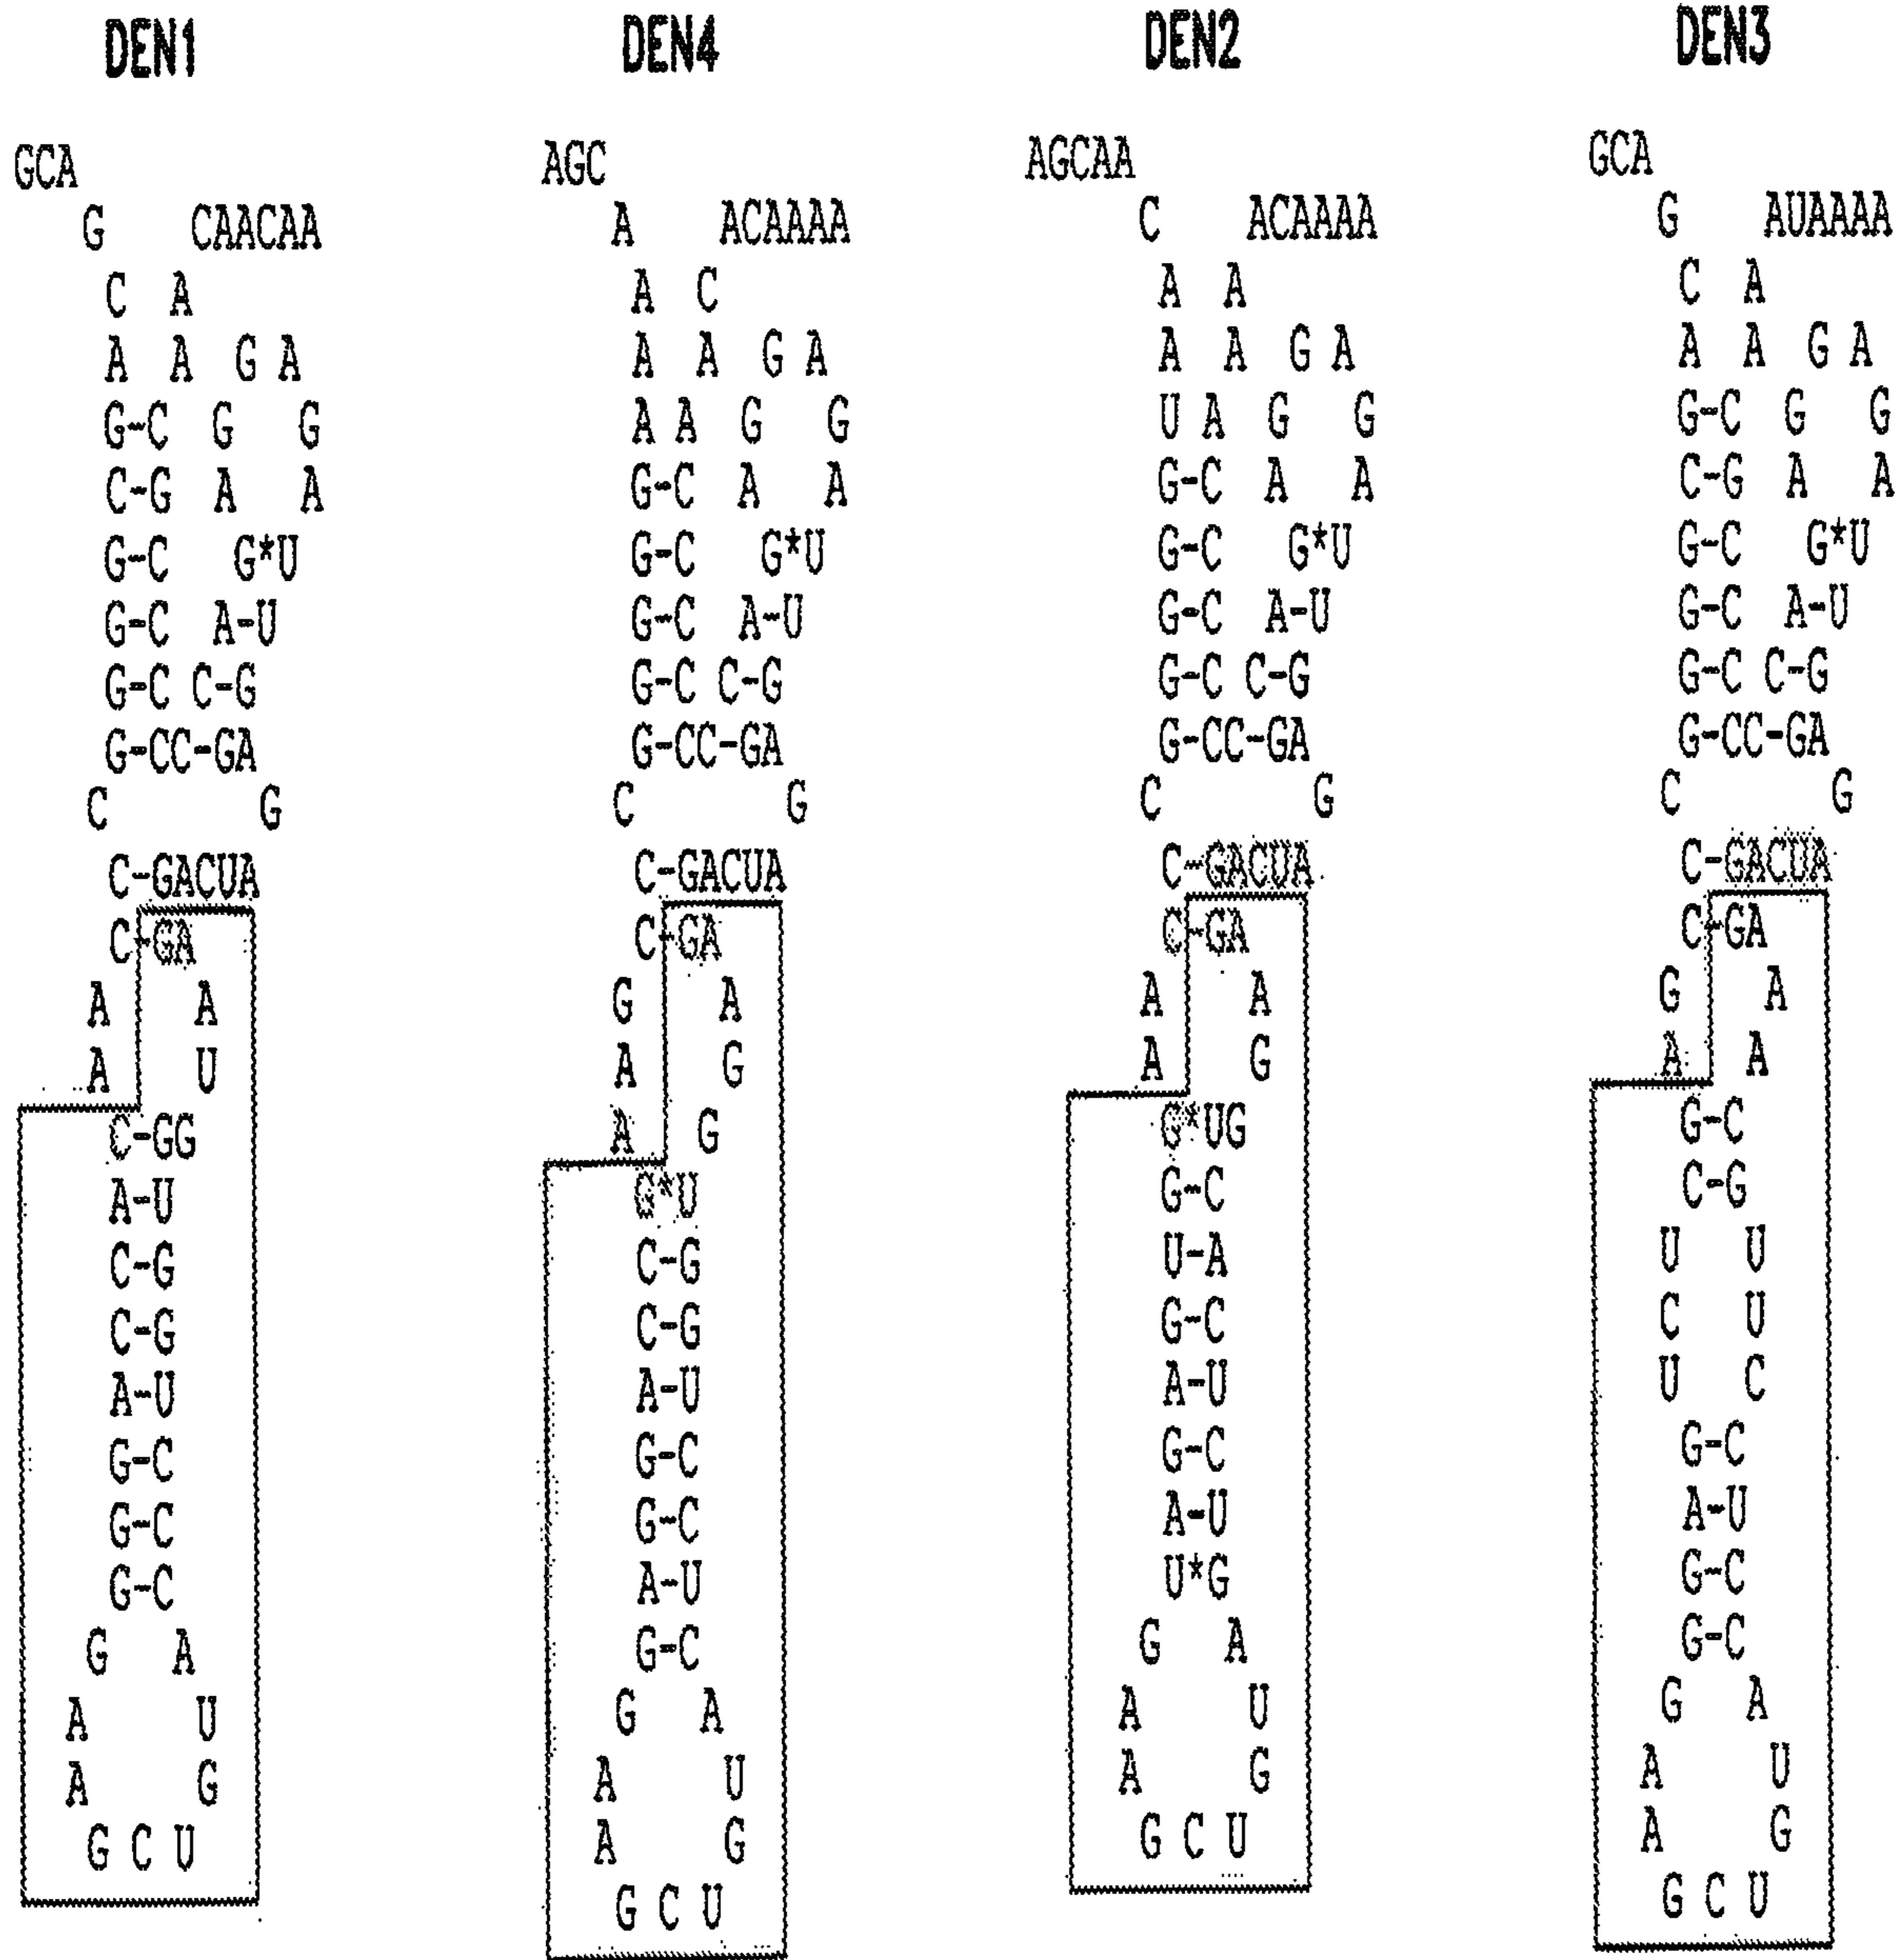 DEN1 DEN4 DEN2 DEN3
GCA AGC AGCAA GCA
G CAACAA A ACAAAA C ACAAAA G AUAAAA
C A A C A A C A
A A G A A A G A A A G A A A G A
G-C G G A A G G U A G G G-C G G
C-G A A G-C A A G-C A A C-G A A
G-C G*U G-C G*U G-C G*U G-C G*U
G-C A-U G-C A-U G-C A-U G-C A-U
G-C C-G G-C C-G G-C C-G G-C C-G
G-CC-GA G-CC-GA G-CC-GA G-CC-GA
C G C G C G C G
C-GACUA C-GACUA C-GACUA C-GACUA
C-GA C-GA C-GA C-GA
A A G A A A G A
A U A G A G A A
C-GG A G G*UG G-C
A-U G*U G-C C-G
C-G C-G U-A U U
C-G C-G G-C C U
A-U A-U A-U U C
G-C G-C G-C G-C
G-C G-C A-U A-U
G-C A-U U*G G-C
G A G-C G A G-C
A U G A A U G A
A G A U A G A U
G C U A G G C U A G
G C U G C U